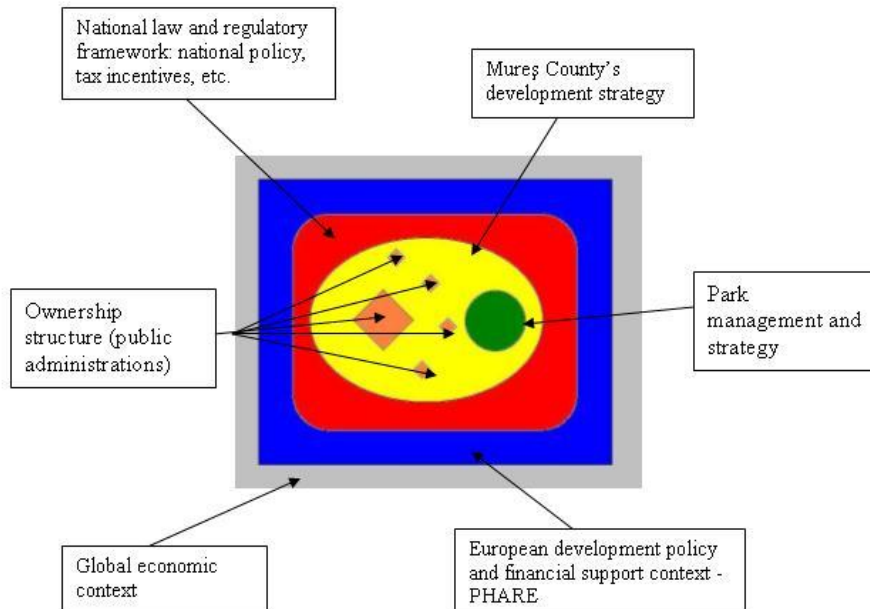 National law and regulatory
framework: national policy,
tax incentives, etc.
Mureş County’s
development strategy
Ownership
structure (public
administrations)
Park
management and
strategy
Global economic
context
European development policy
and financial support context -
PHARE